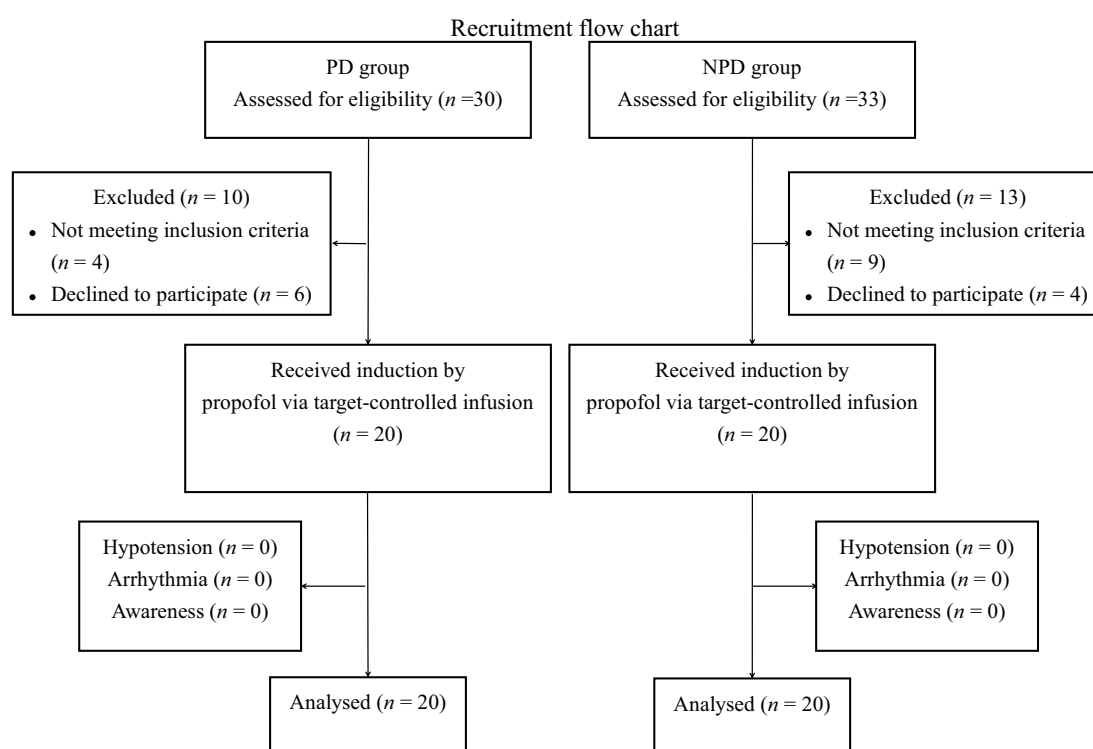 Recruitment flow chart
PD group
Assessed for eligibility (n =30)
NPD group
Assessed for eligibility (n =33)
Excluded (n = 10)
• Not meeting inclusion criteria
(n = 4)
• Declined to participate (n = 6)
Excluded (n = 13)
• Not meeting inclusion criteria
(n = 9)
• Declined to participate (n = 4)
Received induction by
propofol via target-controlled infusion
(n = 20)
Received induction by
propofol via target-controlled infusion
(n = 20)
Hypotension (n = 0)
Arrhythmia (n = 0)
Awareness (n = 0)
Hypotension (n = 0)
Arrhythmia (n = 0)
Awareness (n = 0)
Analysed (n = 20)
Analysed (n = 20)